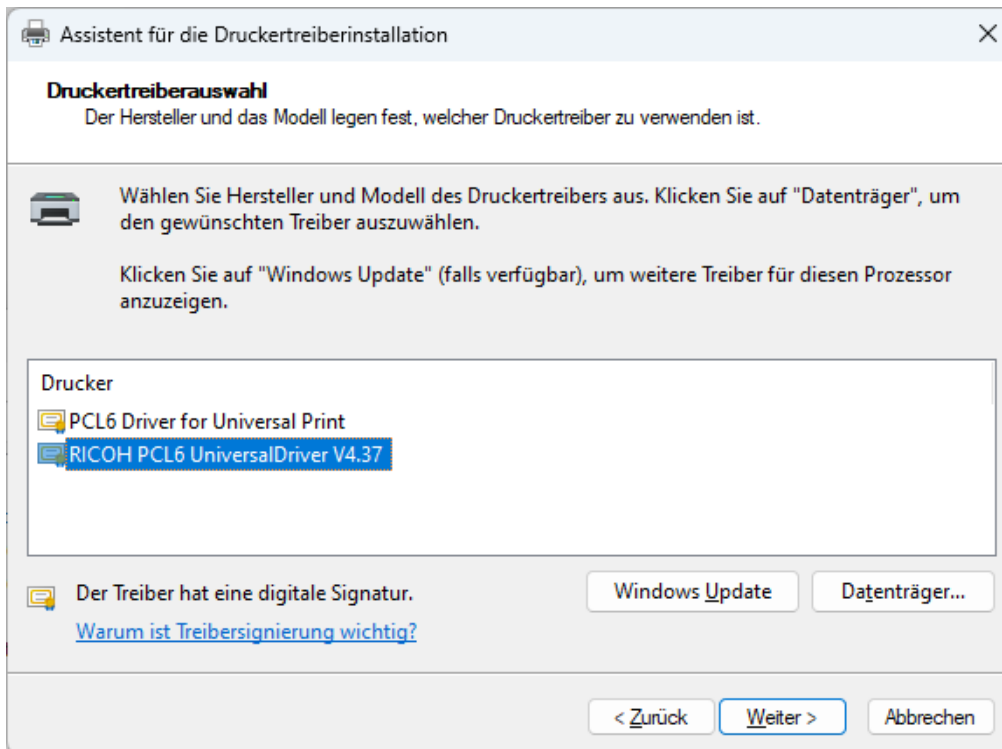 Assistent für die Druckertreiberinstallation
Druckertreiberauswahl
Der Hersteller und das Modell legen fest, welcher Druckertreiber zu verwenden ist.
Wählen Sie Hersteller und Modell des Druckertreibers aus. Klicken Sie auf "Datenträger", um
den gewünschten Treiber auszuwählen.
Klicken Sie auf "Windows Update" (falls verfügbar), um weitere Treiber für diesen Prozessor
anzuzeigen.
Drucker
PCL6 Driver for Universal Print
RICOH PCL6 UniversalDriver V4.37
Der Treiber hat eine digitale Signatur.
Windows Update
Datenträger...
Warum ist Treibersignierung wichtig?
< Zurück
Weiter >
Abbrechen